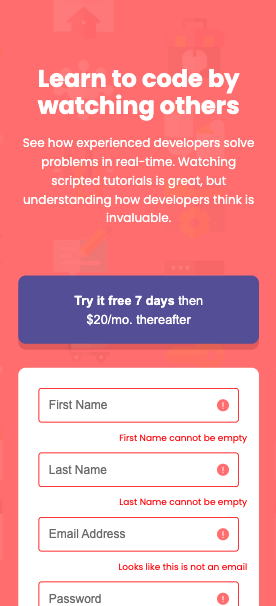 Learn to code by
watching others
See how experienced developers solve
problems in real-time. Watching
scripted tutorials is great, but
understanding how developers think is
invaluable.
Try it free 7 days then
$20/mo. thereafter
First Name
First Name cannot be empty
Last Name
Last Name cannot be empty
Email Address
Looks like this is not an email
Password